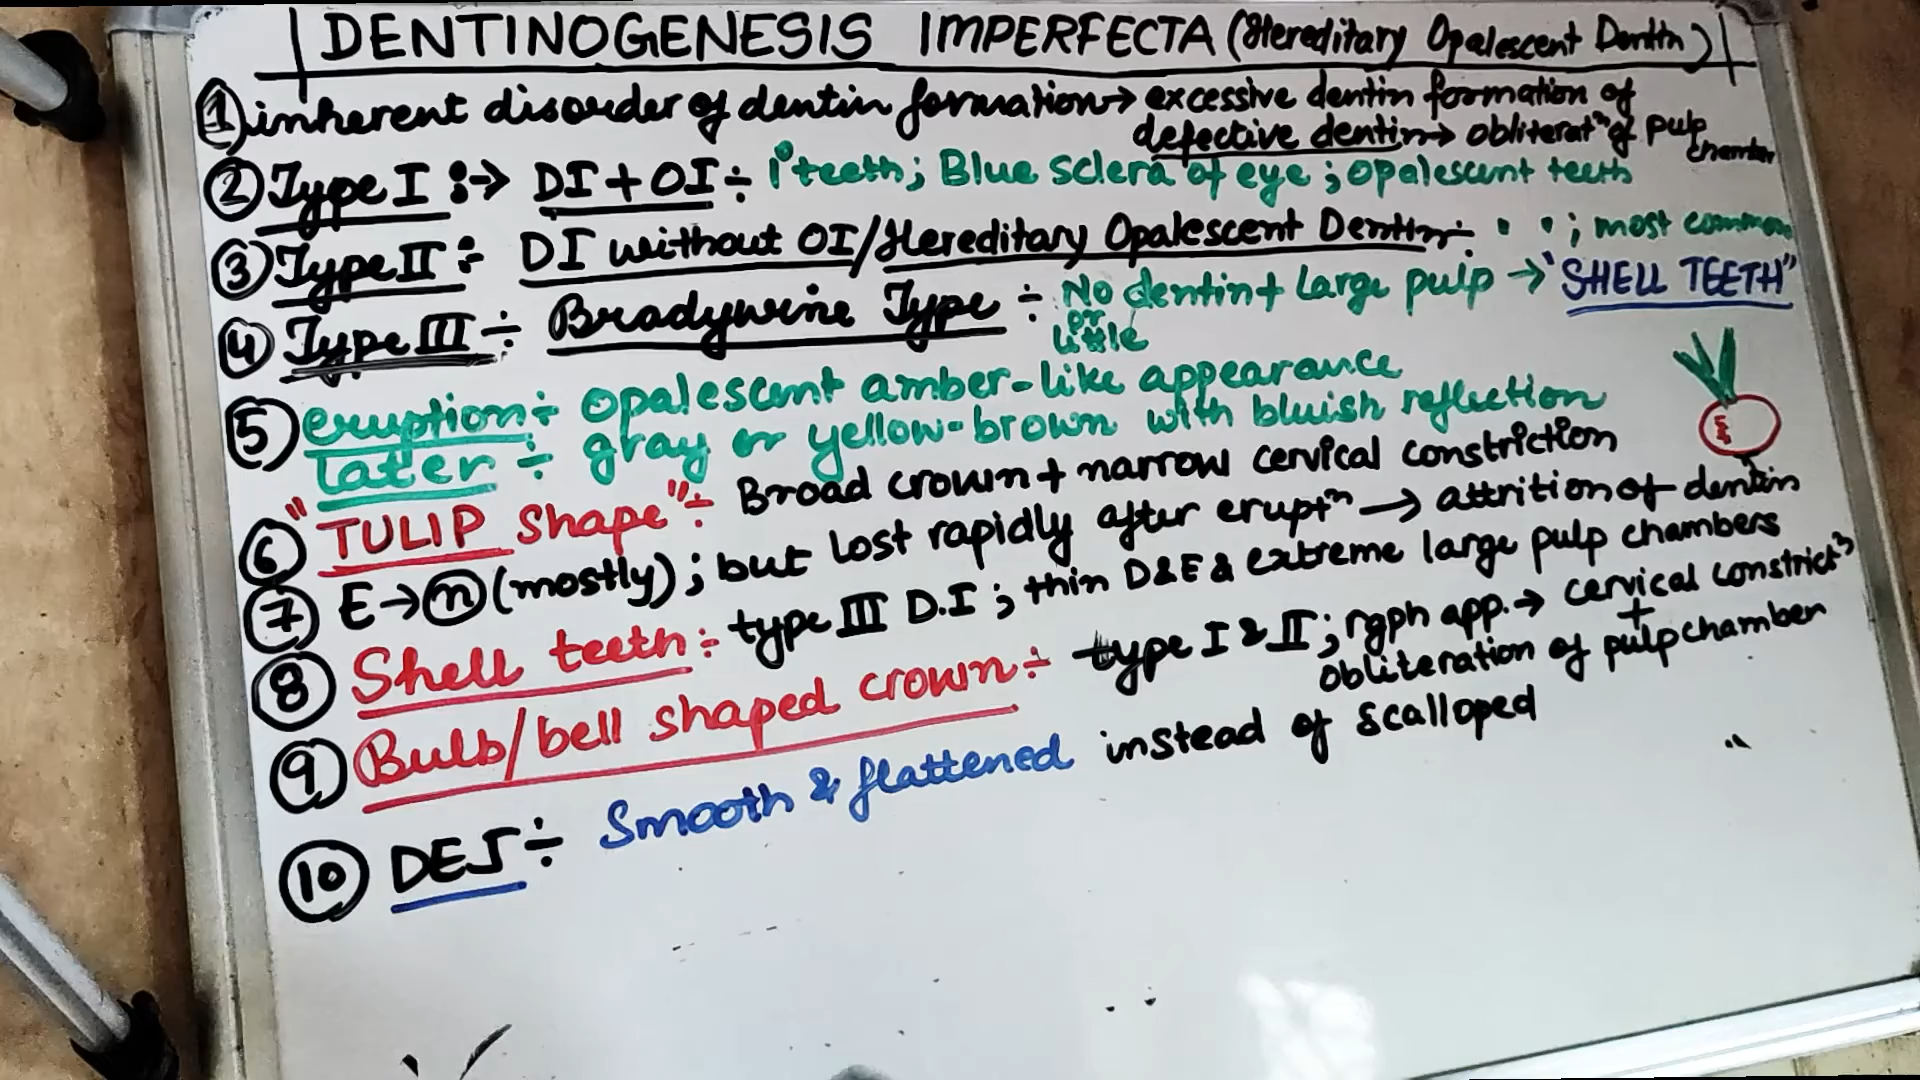 DENTINOGENESIS IMPERFECTA (Hereditary Opalescent Dentin)
① inherent disorder of dentin formation → excessive dentin formation of
defective dentin → obliteratⁿ of pulp chamber
② Type I :→ DI + OI ÷ 1° teeth; Blue sclera of eye; opalescent teeth
③ Type II ÷ DI without OI/Hereditary Opalescent Dentin ÷ " "; most common
④ Type III ÷ Bradywine Type ÷ No dentin + Large pulp → "SHELL TEETH"
or
little
⑤ eruption ÷ opalescent amber-like appearance
later ÷ gray or yellow-brown with bluish reflection
⑥ "TULIP shape" ÷ Broad crown + narrow cervical constriction
⑦ E → ⓝ (mostly); but lost rapidly after eruptⁿ → attrition of dentin
⑧ Shell teeth ÷ type III D.I; thin D&E & extreme large pulp chambers
⑨ Bulb/bell shaped crown ÷ type I & II; rgph app. → cervical constrictⁿ
+
obliteration of pulp chamber
⑩ DEJ ÷ Smooth & flattened instead of scalloped